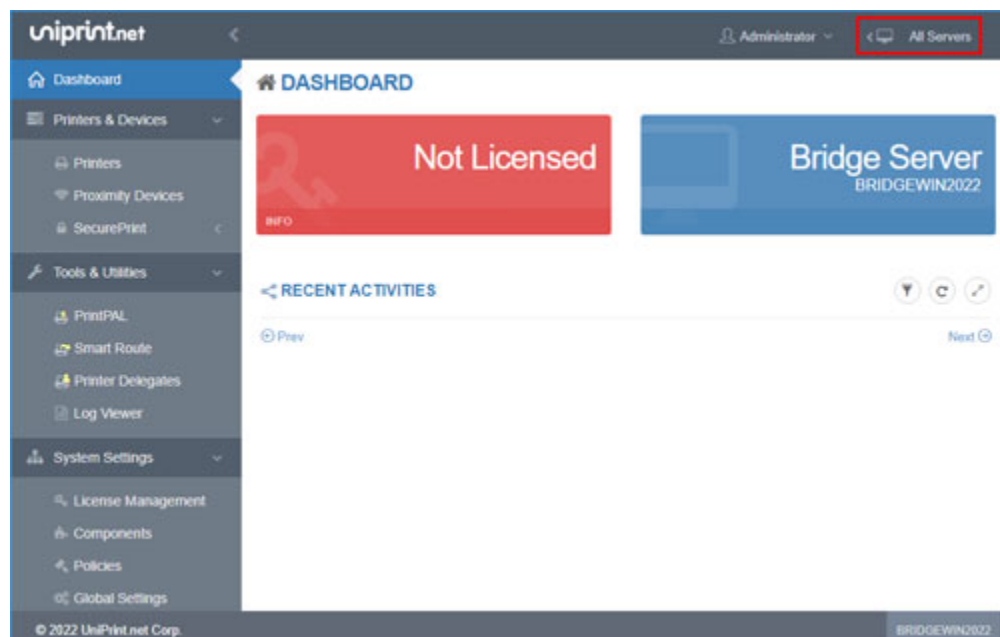 uniprint.net
Administrator
All Servers
Dashboard
DASHBOARD
Printers & Devices
Printers
Proximity Devices
SecurePrint
Tools & Utilities
PrintPAL
Smart Route
Printer Delegates
Log Viewer
System Settings
License Management
Components
Policies
Global Settings
Not Licensed
INFO
Bridge Server
BRIDGEWIN2022
RECENT ACTIVITIES
Prev
Next
© 2022 UniPrint.net Corp.
BRIDGEWIN2022